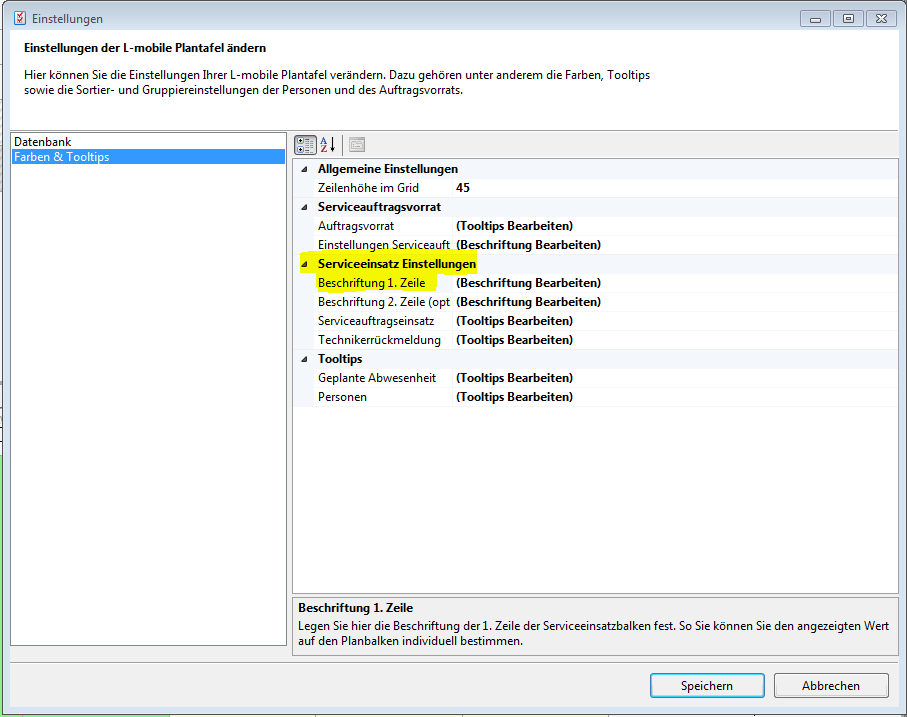 Einstellungen
Einstellungen der L-mobile Plantafel ändern
Hier können Sie die Einstellungen Ihrer L-mobile Plantafel verändern. Dazu gehören unter anderem die Farben, Tooltips
sowie die Sortier- und Gruppiereinstellungen der Personen und des Auftragsvorrats.
Datenbank
Farben & Tooltips
Allgemeine Einstellungen
Zeilenhöhe im Grid 45
Serviceauftragsvorrat
Auftragsvorrat (Tooltips Bearbeiten)
Einstellungen Serviceauft (Beschriftung Bearbeiten)
Serviceeinsatz Einstellungen
Beschriftung 1. Zeile (Beschriftung Bearbeiten)
Beschriftung 2. Zeile (opt (Beschriftung Bearbeiten)
Serviceauftragseinsatz (Tooltips Bearbeiten)
Technikerrückmeldung (Tooltips Bearbeiten)
Tooltips
Geplante Abwesenheit (Tooltips Bearbeiten)
Personen (Tooltips Bearbeiten)
Beschriftung 1. Zeile
Legen Sie hier die Beschriftung der 1. Zeile der Serviceeinsatzbalken fest. So Sie können Sie den angezeigten Wert
auf den Planbalken individuell bestimmen.
Speichern Abbrechen